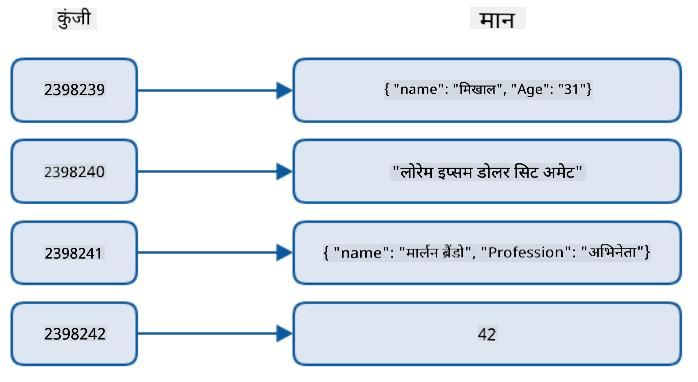 कुंजी मान
2398239 { "name": "मिखाल", "Age": "31"}
2398240 "लोरेम इप्सम डोलर सिट अमेट"
2398241 { "name": "मार्लन ब्रैंडो", "Profession": "अभिनेता"}
2398242 42